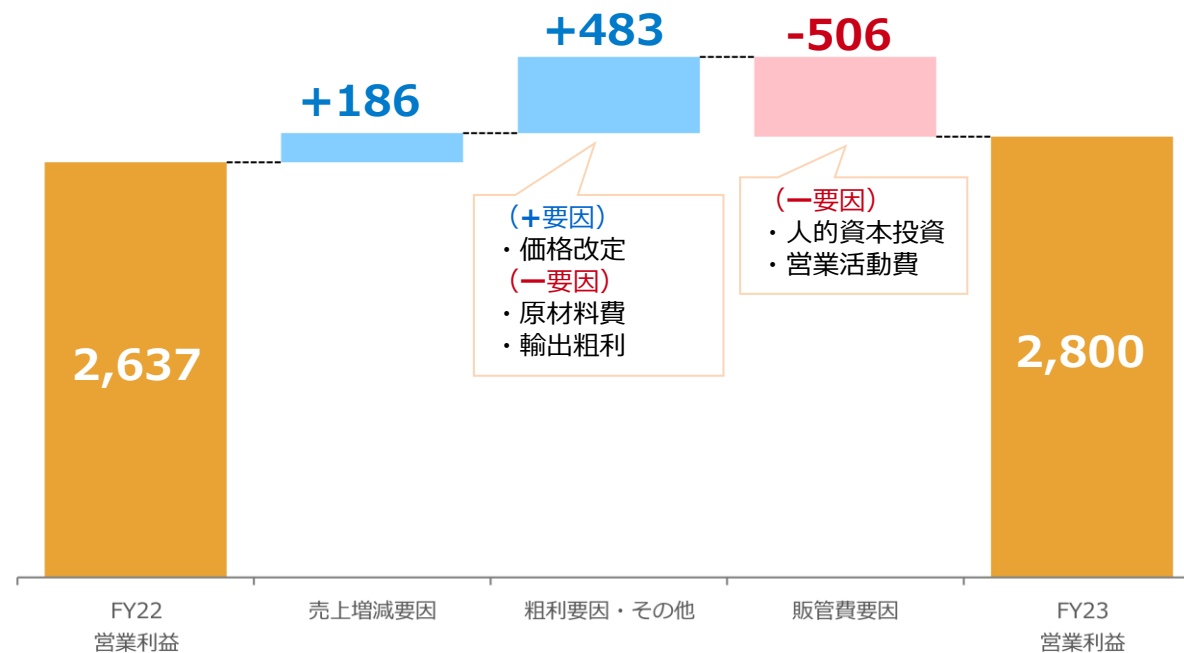 +186
+483
-506
2,637
（+要因）
・価格改定
（ー要因）
・原材料費
・輸出粗利
（ー要因）
・人的資本投資
・営業活動費
2,800
FY22
営業利益
売上増減要因
粗利要因・その他
販管費要因
FY23
営業利益